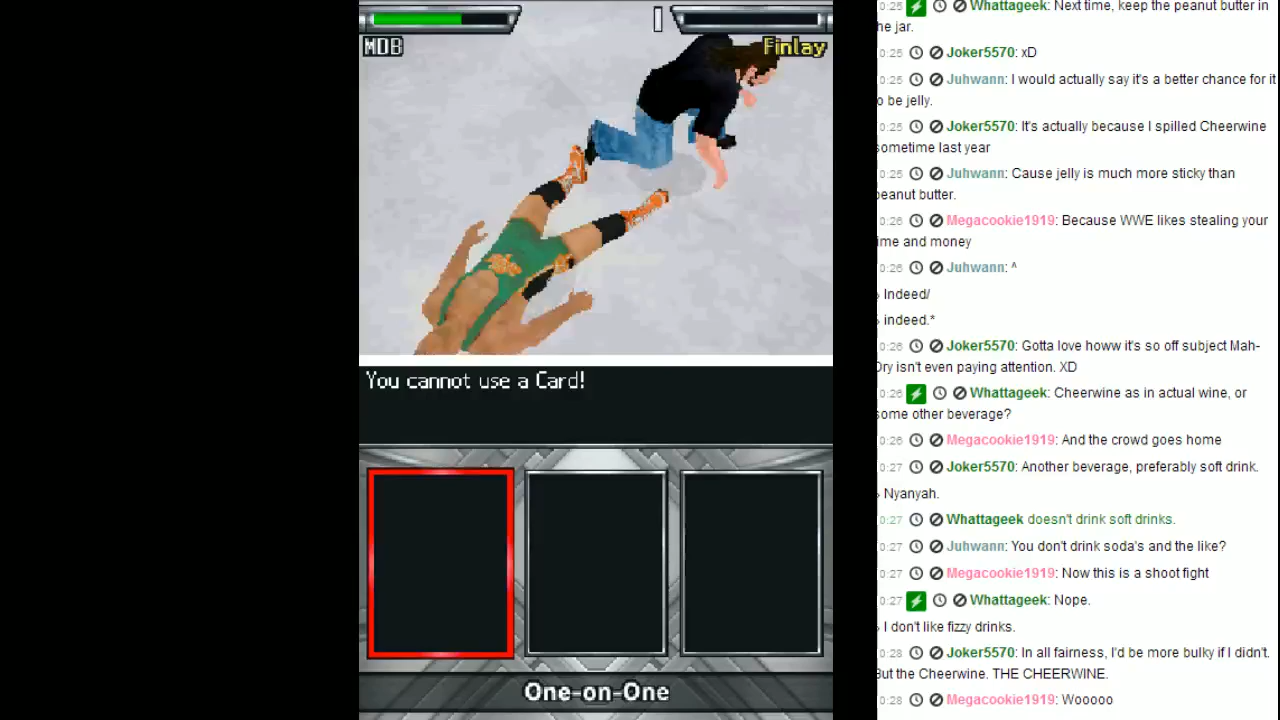 MDB
Finlay
You cannot use a Card!
One-on-One
0:25 Whattageek: Next time, keep the peanut butter in
he jar.
0:25 Joker5570: xD
0:25 Juhwann: I would actually say it's a better chance for it
o be jelly.
0:25 Joker5570: It's actually because I spilled Cheerwine
sometime last year
0:25 Juhwann: Cause jelly is much more sticky than
peanut butter.
0:26 Megacookie1919: Because WWE likes stealing your
ime and money
0:26 Juhwann: ^
Indeed/
indeed.*
0:26 Joker5570: Gotta love howw it's so off subject Mah-
Dry isn't even paying attention. XD
0:26 Whattageek: Cheerwine as in actual wine, or
some other beverage?
0:26 Megacookie1919: And the crowd goes home
0:27 Joker5570: Another beverage, preferably soft drink.
Nyanyah.
0:27 Whattageek doesn't drink soft drinks.
0:27 Juhwann: You don't drink soda's and the like?
0:27 Megacookie1919: Now this is a shoot fight
0:27 Whattageek: Nope.
I don't like fizzy drinks.
0:28 Joker5570: In all fairness, I'd be more bulky if I didn't.
But the Cheerwine. THE CHEERWINE.
0:28 Megacookie1919: Wooooo